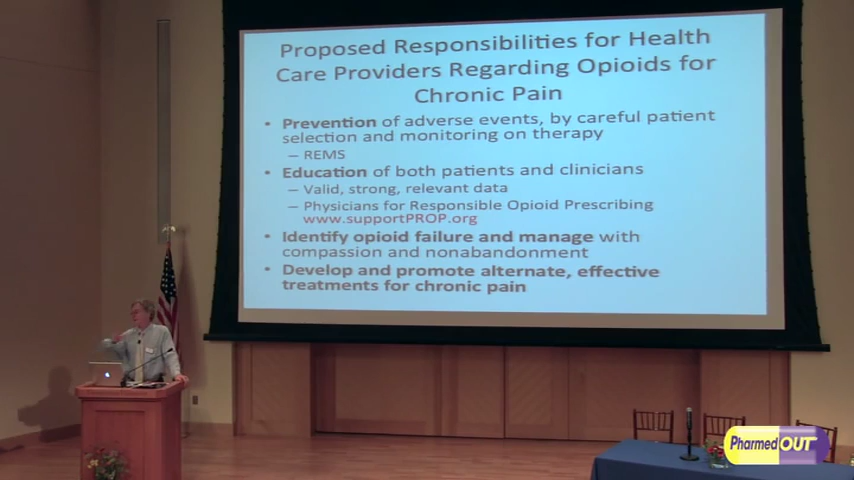 Proposed Responsibilities for Health
Care Providers Regarding Opioids for
Chronic Pain
• Prevention of adverse events, by careful patient
selection and monitoring on therapy
– REMS
• Education of both patients and clinicians
– Valid, strong, relevant data
– Physicians for Responsible Opioid Prescribing
www.supportPROP.org
• Identify opioid failure and manage with
compassion and nonabandonment
• Develop and promote alternate, effective
treatments for chronic pain
PharmedOUT